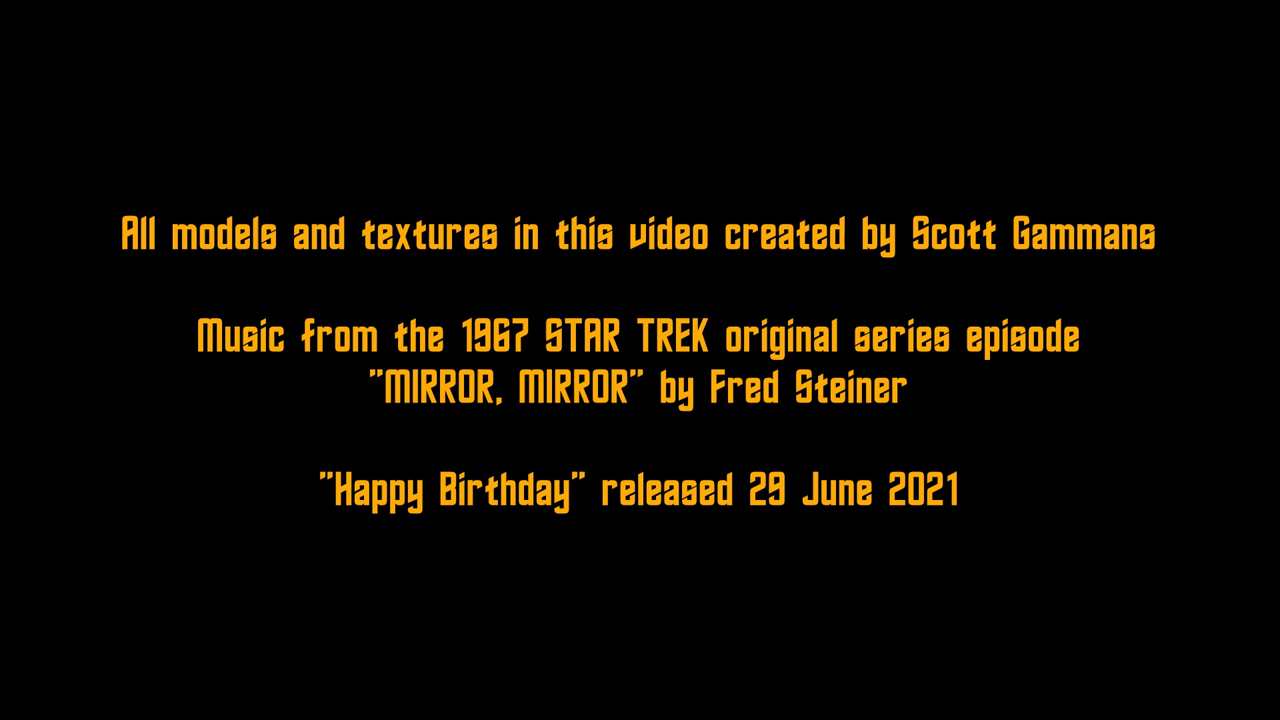 All models and textures in this video created by Scott Gammans
Music from the 1967 STAR TREK original series episode
"MIRROR, MIRROR" by Fred Steiner
"Happy Birthday" released 29 June 2021